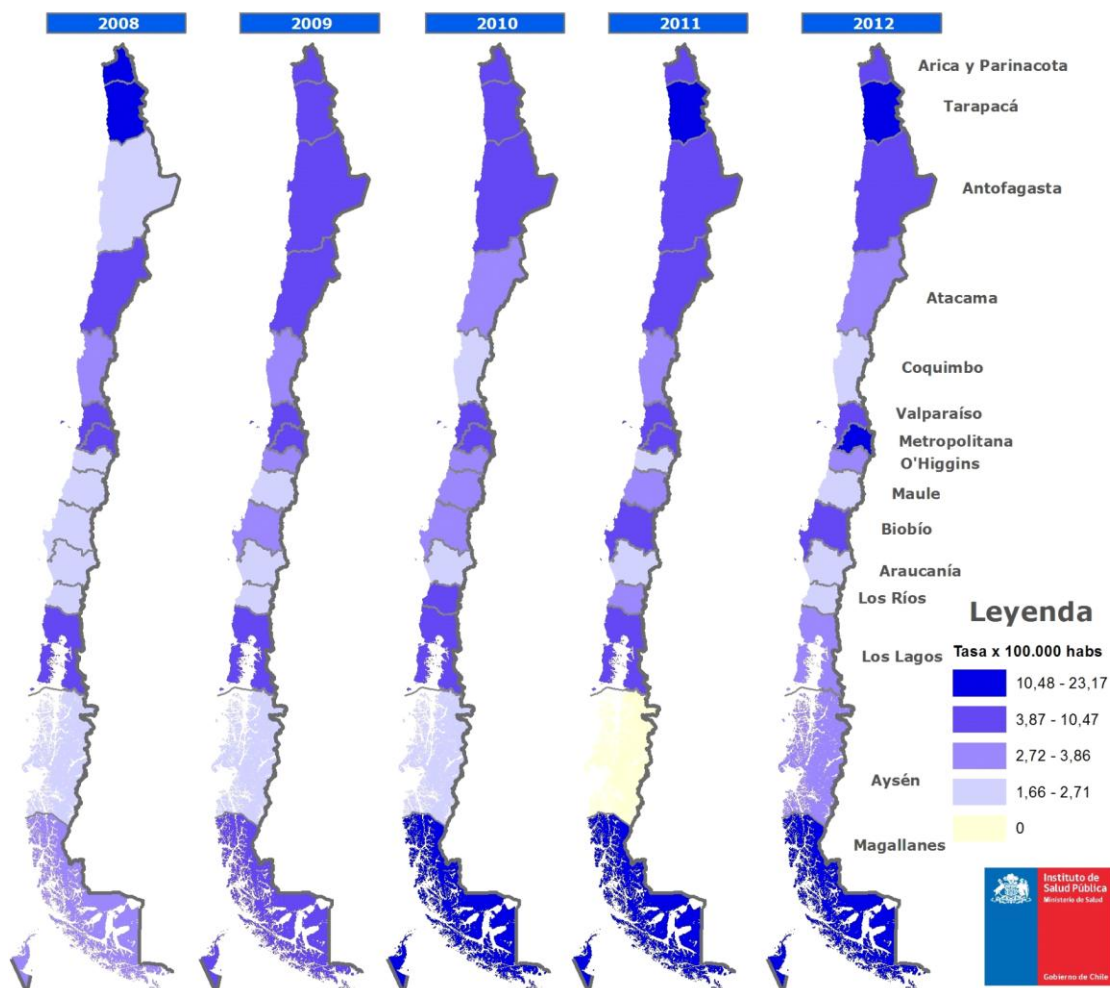 2008
2009
2010
2011
2012
Arica y Parinacota
Tarapacá
Antofagasta
Atacama
Coquimbo
Valparaíso
Metropolitana
O'Higgins
Maule
Biobío
Araucanía
Los Ríos
Los Lagos
Aysén
Magallanes
Leyenda
Tasa x 100.000 habs
10,48 - 23,17
3,87 - 10,47
2,72 - 3,86
1,66 - 2,71
0
Instituto de
Salud Pública
Ministerio de Salud
Gobierno de Chile